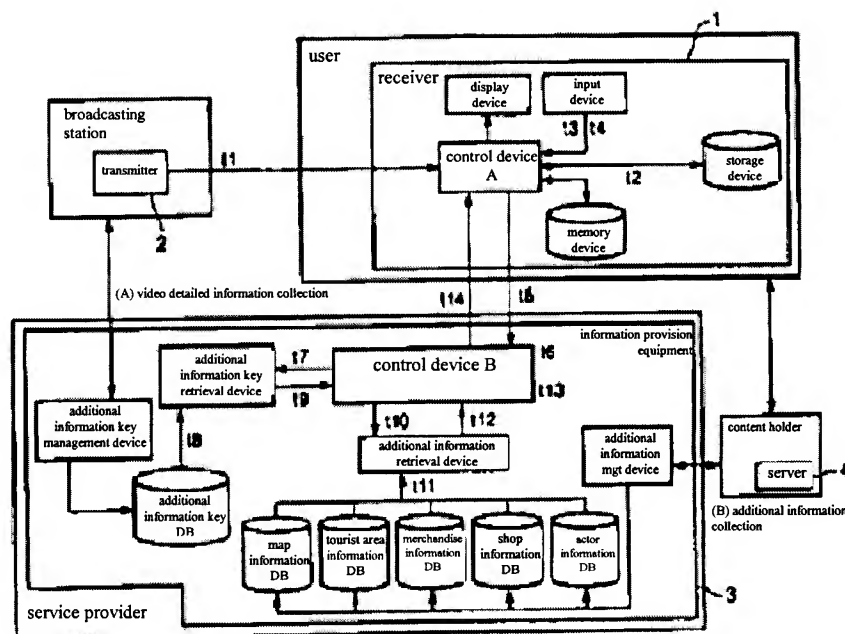 1
user
receiver
display
device
input
device
broadcasting
station
t3
t4
transmitter
t1
control device
A
t2
storage
device
2
memory
device
(A) video detailed information collection
t14
t5
information provision
equipment
additional
information key
retrieval device
t7
t9
control device B
t6
t13
additional
information key
management device
t8
t10
t12
additional
information
mgt device
content holder
server
4
additional information
retrieval device
(B) additional information
collection
additional
information key
DB
t11
map
information
DB
tourist area
information
DB
merchandise
information
DB
shop
information
DB
actor
information
DB
3
service provider